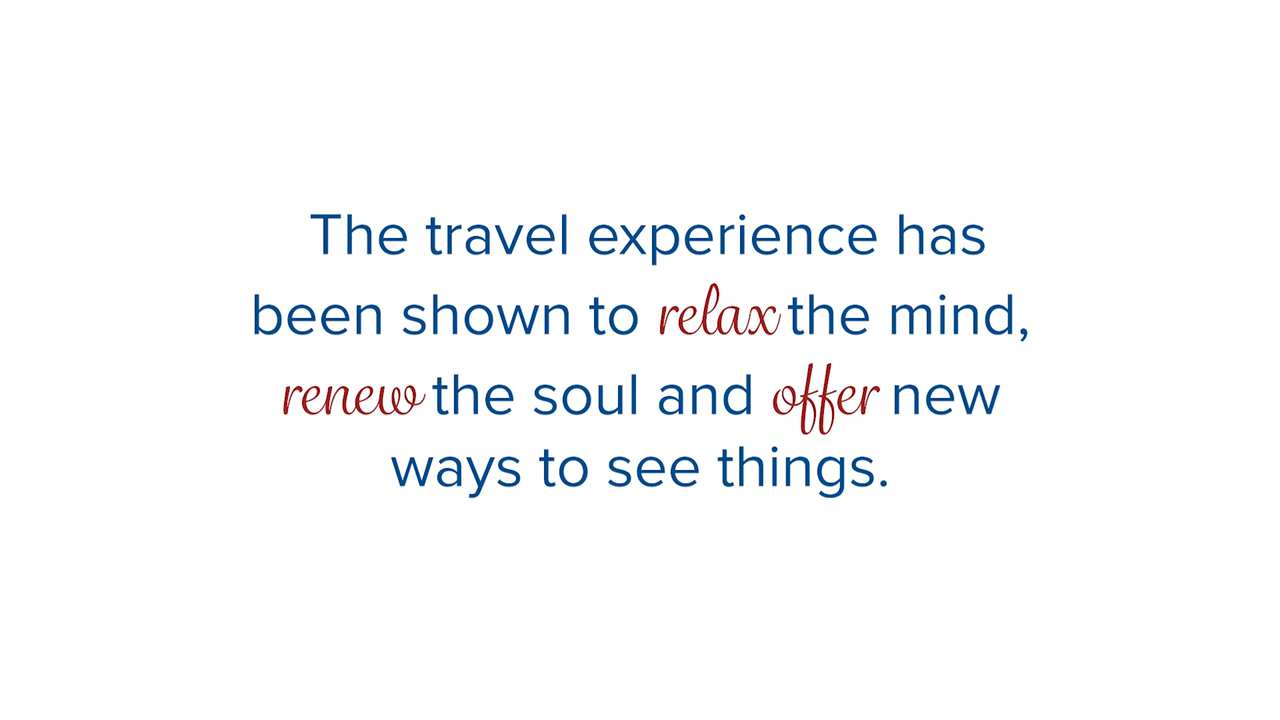 The travel experience has
been shown to relax the mind,
renew the soul and offer new
ways to see things.